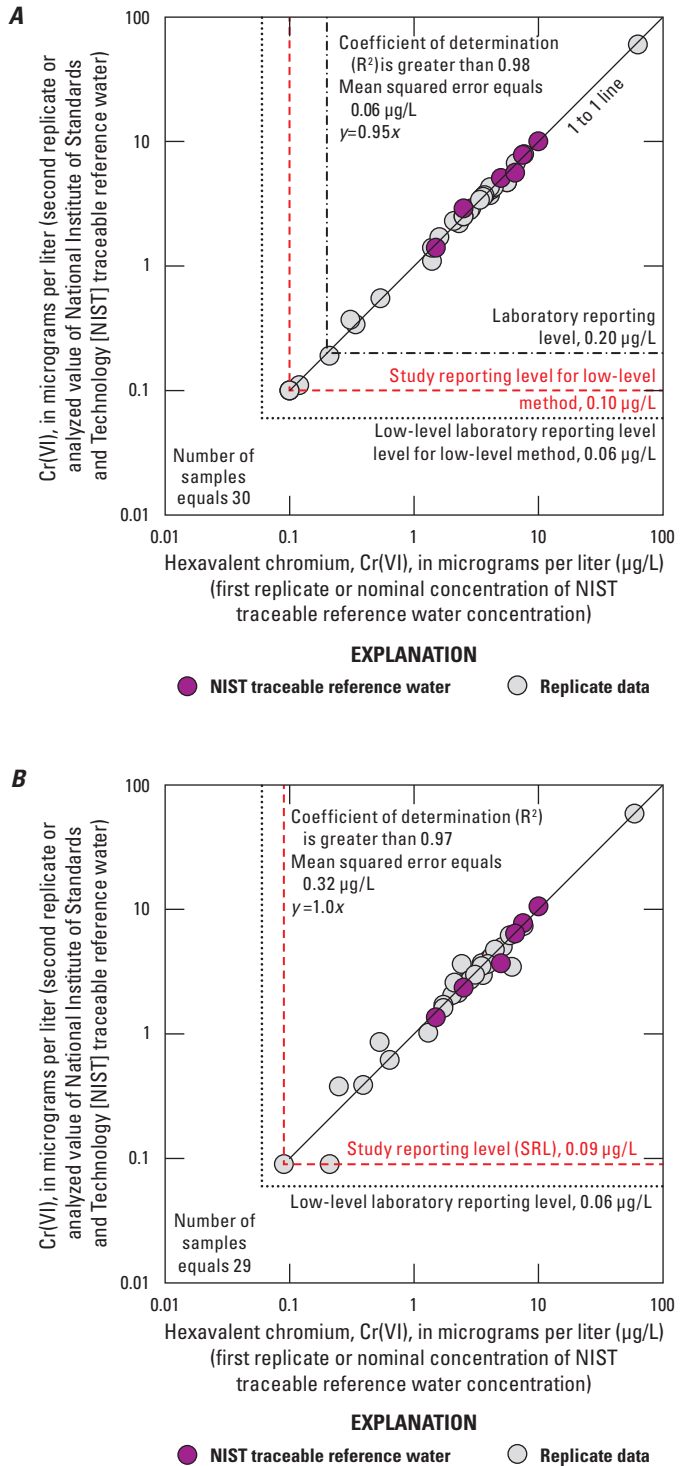 A
Cr(VI), in micrograms per liter (second replicate or
analyzed value of National Institute of Standards
and Technology [NIST] traceable reference water)
100
10
1
0.1
0.01
Coefficient of determination
(R²) is greater than 0.98
Mean squared error equals
0.06 µg/L
y=0.95x
1 to 1 line
Laboratory reporting
level, 0.20 µg/L
Study reporting level for low-level
method, 0.10 µg/L
Low-level laboratory reporting level
level for low-level method, 0.06 µg/L
Number of
samples
equals 30
0.01 0.1 1 10 100
Hexavalent chromium, Cr(VI), in micrograms per liter (µg/L)
(first replicate or nominal concentration of NIST
traceable reference water concentration)
EXPLANATION
NIST traceable reference water Replicate data
B
Cr(VI), in micrograms per liter (second replicate or
analyzed value of National Institute of Standards
and Technology [NIST] traceable reference water)
100
10
1
0.1
0.01
Coefficient of determination (R²)
is greater than 0.97
Mean squared error equals
0.32 µg/L
y=1.0x
Study reporting level (SRL), 0.09 µg/L
Low-level laboratory reporting level, 0.06 µg/L
Number of
samples
equals 29
0.01 0.1 1 10 100
Hexavalent chromium, Cr(VI), in micrograms per liter (µg/L)
(first replicate or nominal concentration of NIST
traceable reference water concentration)
EXPLANATION
NIST traceable reference water Replicate data